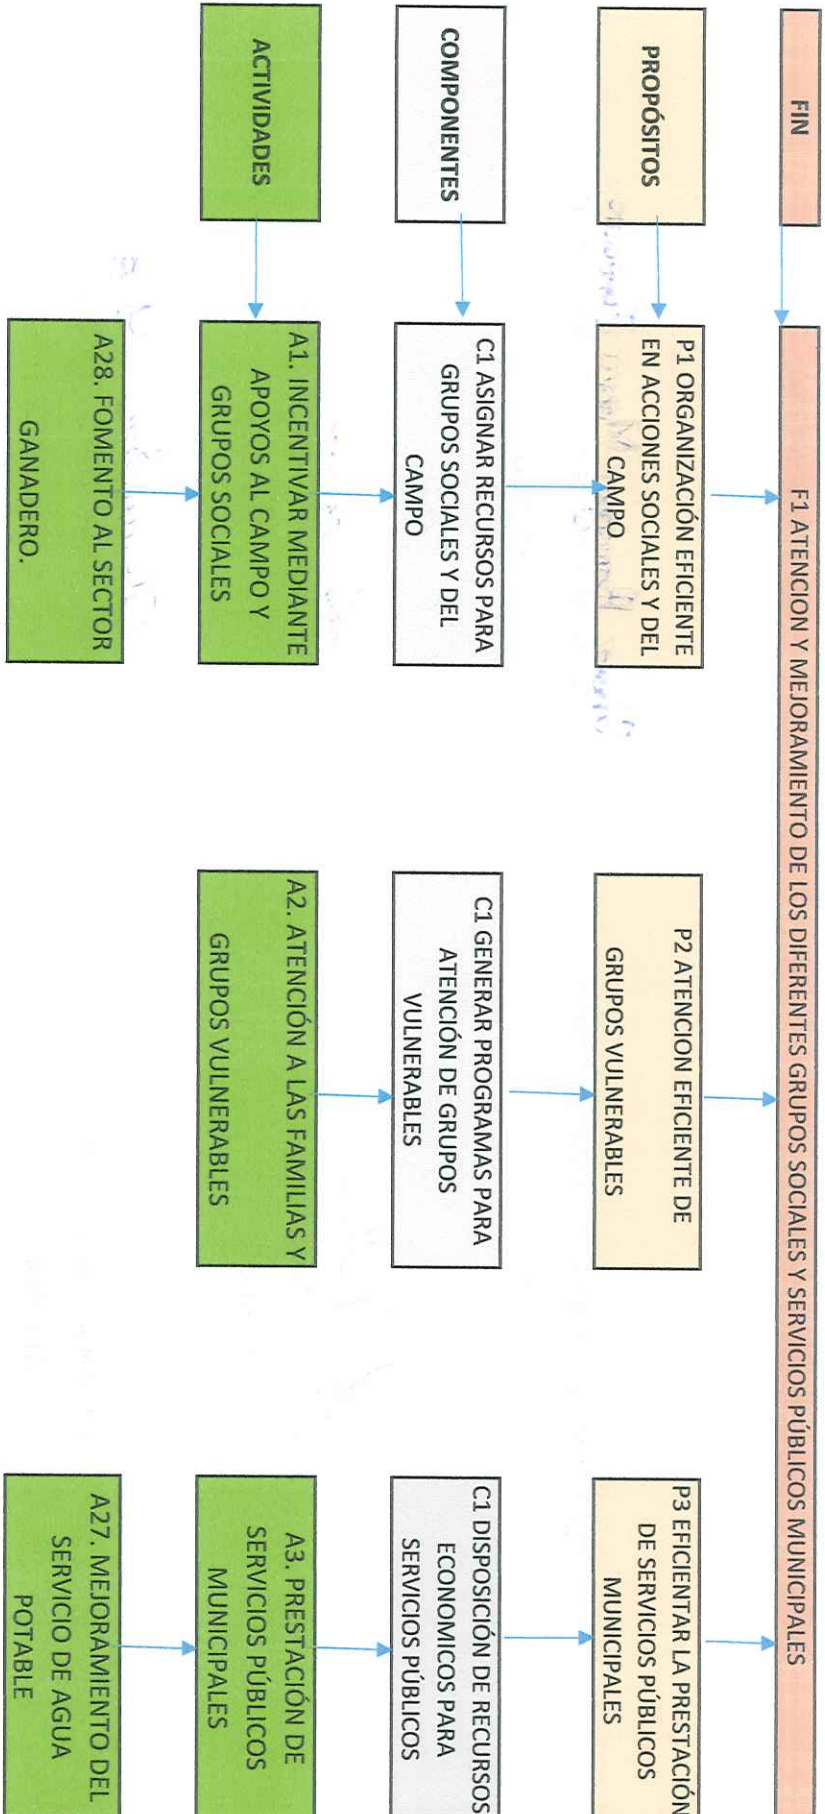 FIN
F1 ATENCION Y MEJORAMIENTO DE LOS DIFERENTES GRUPOS SOCIALES Y SERVICIOS PÚBLICOS MUNICIPALES
PROPÓSITOS
P1 ORGANIZACIÓN EFICIENTE
EN ACCIONES SOCIALES Y DEL
CAMPO
P2 ATENCION EFICIENTE DE
GRUPOS VULNERABLES
P3 EFICIENTAR LA PRESTACIÓN
DE SERVICIOS PÚBLICOS
MUNICIPALES
COMPONENTES
C1 ASIGNAR RECURSOS PARA
GRUPOS SOCIALES Y DEL
CAMPO
C1 GENERAR PROGRAMAS PARA
ATENCIÓN DE GRUPOS
VULNERABLES
C1 DISPOSICIÓN DE RECURSOS
ECONOMICOS PARA
SERVICIOS PÚBLICOS
ACTIVIDADES
A1. INCENTIVAR MEDIANTE
APOYOS AL CAMPO Y
GRUPOS SOCIALES
A2. ATENCIÓN A LAS FAMILIAS Y
GRUPOS VULNERABLES
A3. PRESTACIÓN DE
SERVICIOS PÚBLICOS
MUNICIPALES
A28. FOMENTO AL SECTOR
GANADERO.
A27. MEJORAMIENTO DEL
SERVICIO DE AGUA
POTABLE